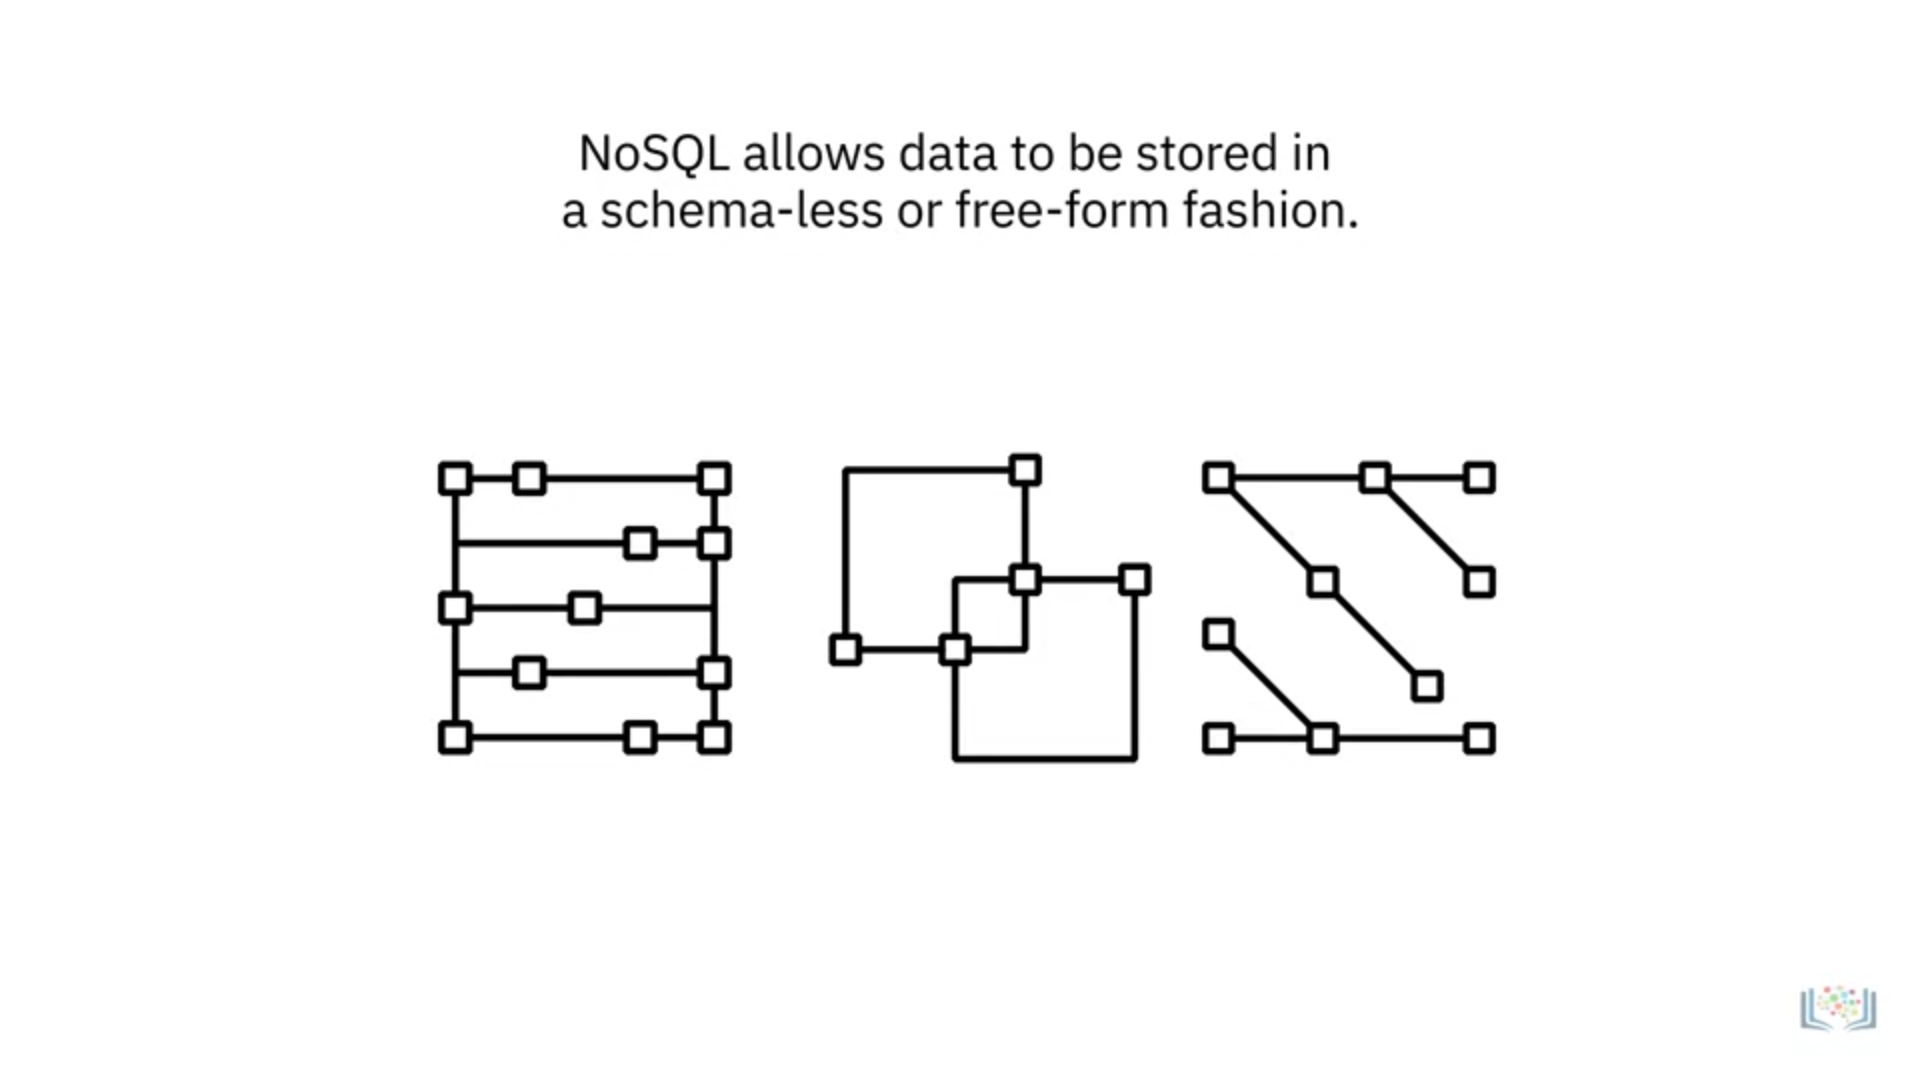 NoSQL allows data to be stored in
a schema-less or free-form fashion.